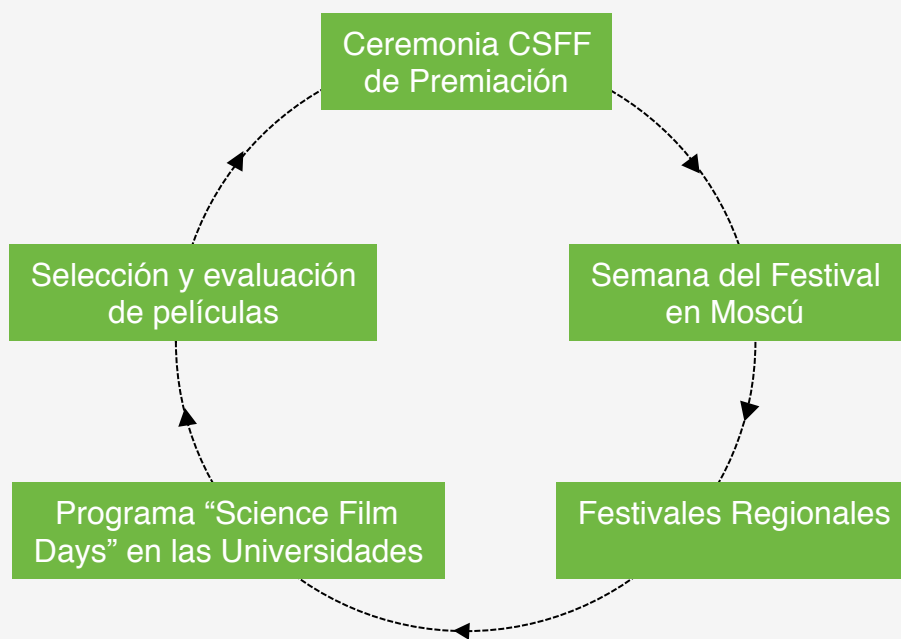 Ceremonia CSFF
de Premiación
Selección y evaluación
de películas
Semana del Festival
en Moscú
Programa “Science Film
Days” en las Universidades
Festivales Regionales